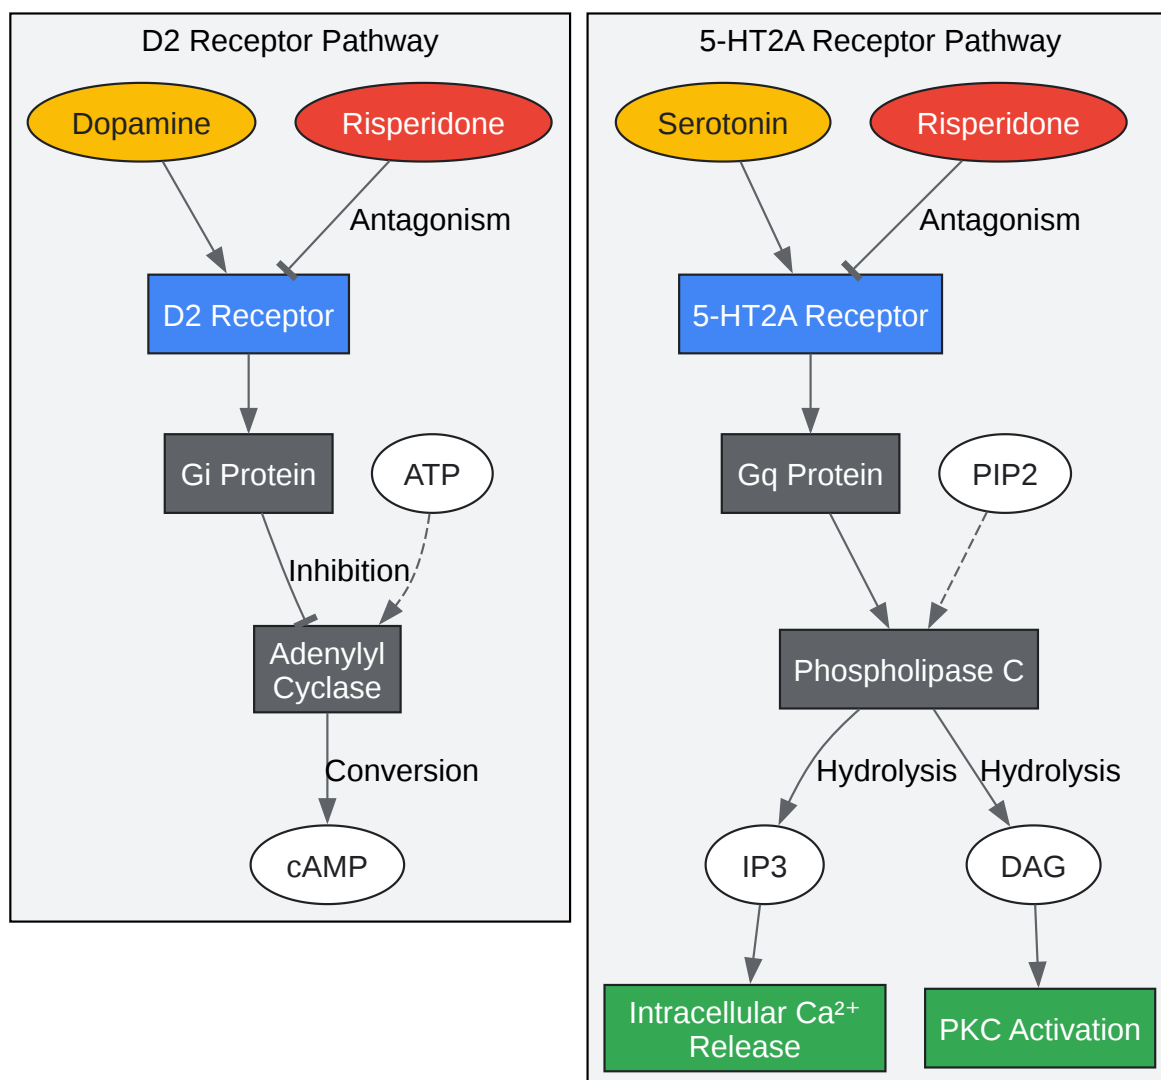 D2 Receptor Pathway
Dopamine
Risperidone
Antagonism
D2 Receptor
Gi Protein
ATP
Inhibition
Adenylyl
Cyclase
Conversion
cAMP
5-HT2A Receptor Pathway
Serotonin
Risperidone
Antagonism
5-HT2A Receptor
Gq Protein
PIP2
Phospholipase C
Hydrolysis
Hydrolysis
IP3
DAG
Intracellular Ca²⁺
Release
PKC Activation